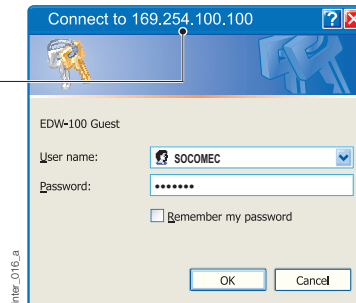 Connect to 169.254.100.100
EDW-100 Guest
User name:
SOCOMEC
Password:
•••••••
Remember my password
OK
Cancel